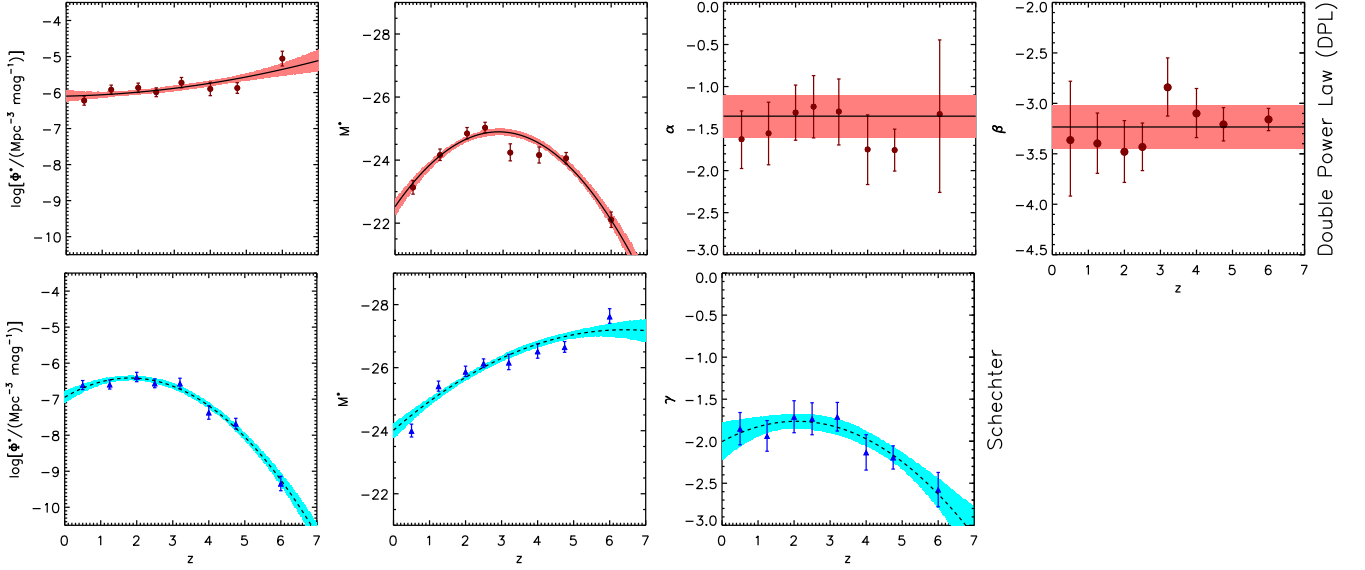 −4
−5
−6
−7
−8
−9
−10
log[Φ*/(Mpc⁻³ mag⁻¹)]
−28
−26
−24
−22
M*
0.0
−0.5
−1.0
−1.5
−2.0
−2.5
−3.0
α
−2.0
−2.5
−3.0
−3.5
−4.0
−4.5
β
0 1 2 3 4 5 6 7
z
Double Power Law (DPL)
−4
−5
−6
−7
−8
−9
−10
log[Φ*/(Mpc⁻³ mag⁻¹)]
0 1 2 3 4 5 6 7
z
−28
−26
−24
−22
M*
0 1 2 3 4 5 6 7
z
0.0
−0.5
−1.0
−1.5
−2.0
−2.5
−3.0
γ
0 1 2 3 4 5 6 7
z
Schechter